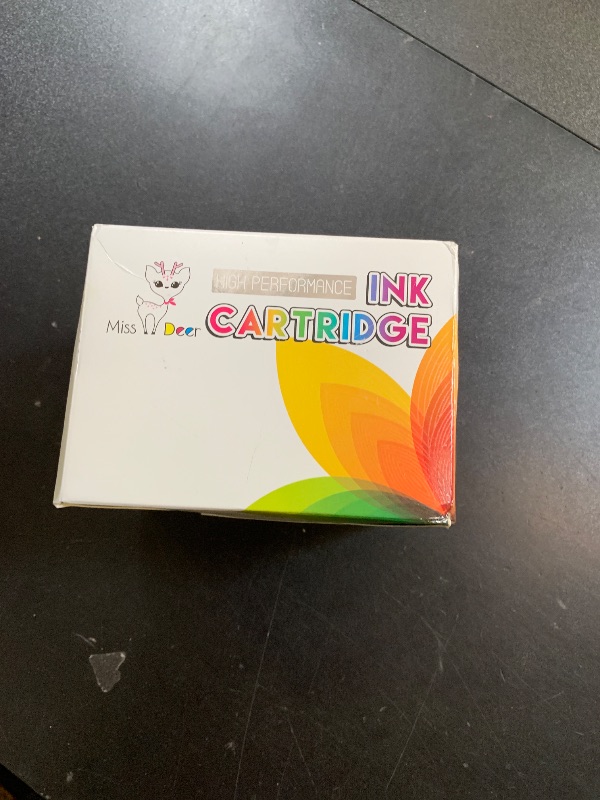 Miss Deer
HIGH PERFORMANCE INK
CARTRIDGE